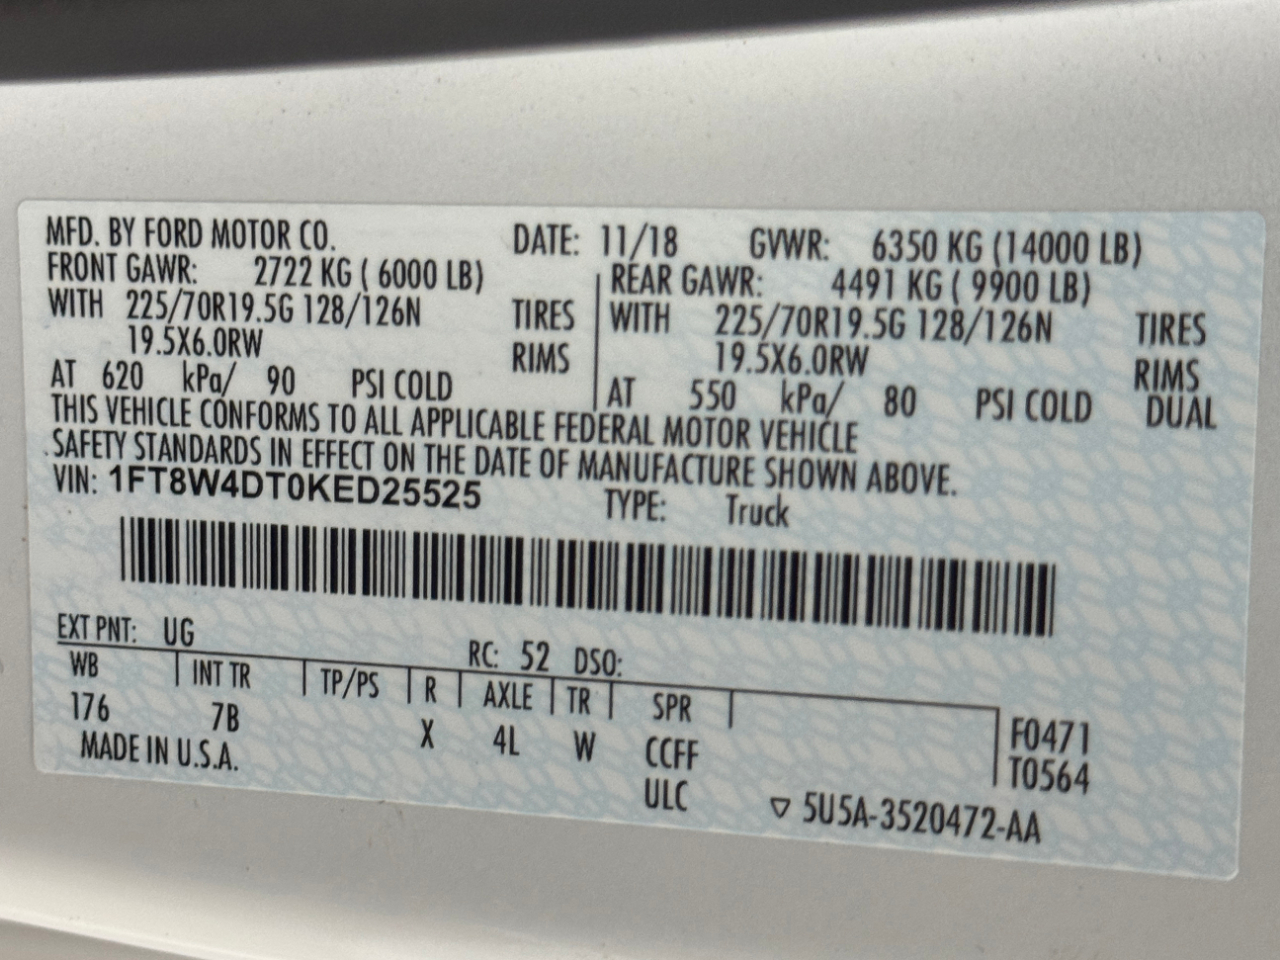 MFD. BY FORD MOTOR CO. DATE: 11/18 GVWR: 6350 KG (14000 LB)
FRONT GAWR: 2722 KG ( 6000 LB) REAR GAWR: 4491 KG ( 9900 LB)
WITH 225/70R19.5G 128/126N TIRES WITH 225/70R19.5G 128/126N TIRES
19.5X6.0RW RIMS 19.5X6.0RW RIMS
AT 620 kPa/ 90 PSI COLD AT 550 kPa/ 80 PSI COLD DUAL
THIS VEHICLE CONFORMS TO ALL APPLICABLE FEDERAL MOTOR VEHICLE
SAFETY STANDARDS IN EFFECT ON THE DATE OF MANUFACTURE SHOWN ABOVE.
VIN: 1FT8W4DT0KED25525 TYPE: Truck
EXT PNT: UG RC: 52 DSO:
WB INT TR TP/PS R AXLE TR SPR
176 7B X 4L W CCFF F0471
MADE IN U.S.A. ULC T0564
▽ 5U5A-3520472-AA